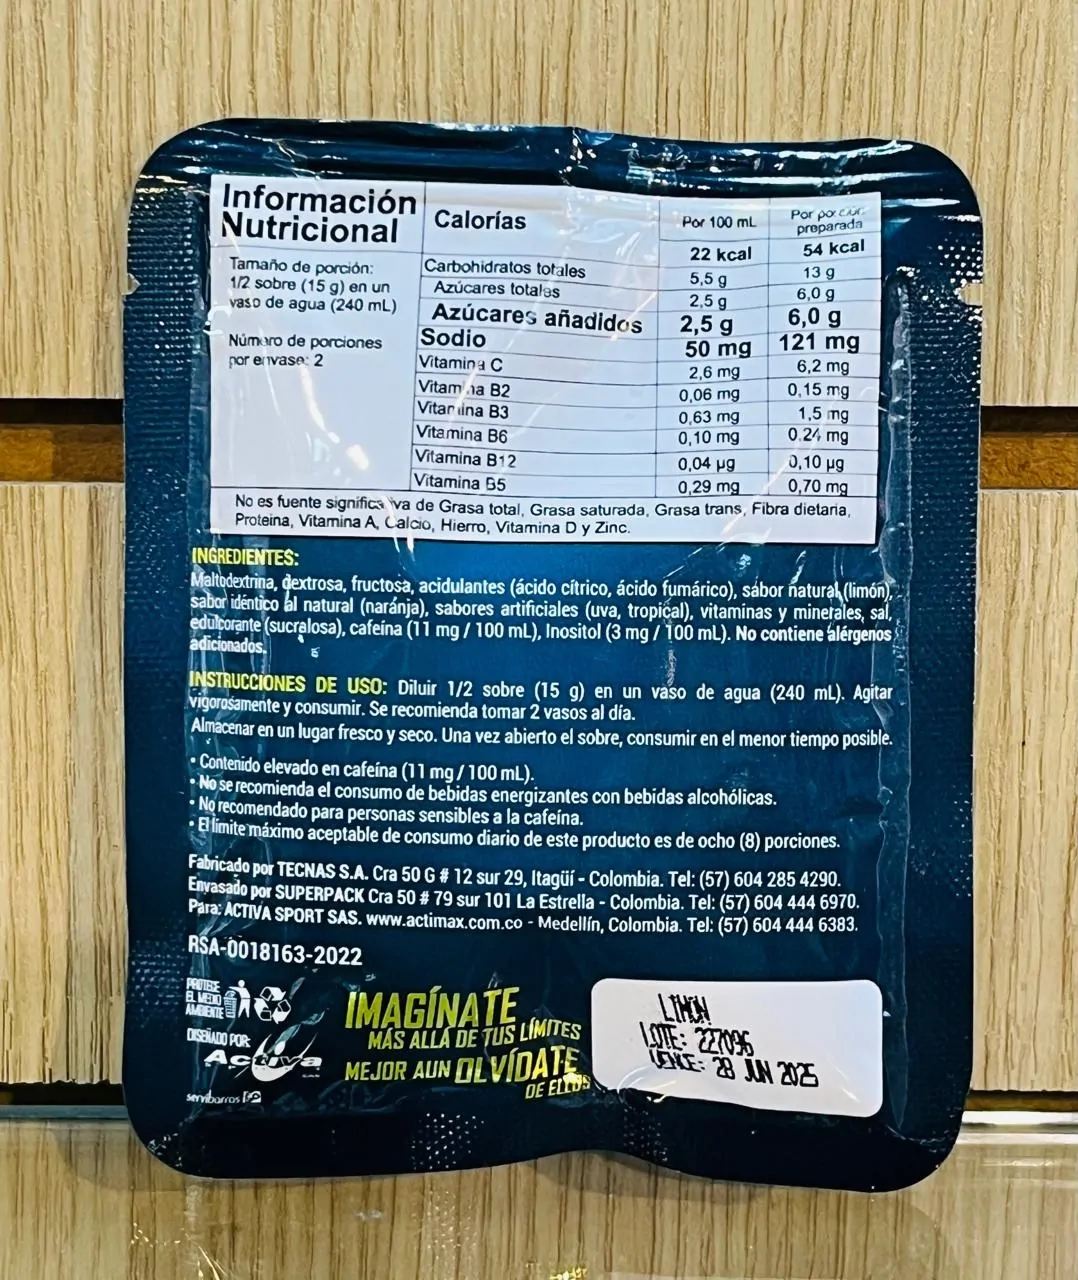 Información
Nutricional
Tamaño de porción:
1/2 sobre (15 g) en un
vaso de agua (240 mL)
Número de porciones
por envase: 2
Calorías
Por 100 mL
Por porción
preparada
22 kcal
54 kcal
Carbohidratos totales 5,5 g 13 g
Azúcares totales 2,5 g 6,0 g
Azúcares añadidos 2,5 g 6,0 g
Sodio 50 mg 121 mg
Vitamina C 2,6 mg 6,2 mg
Vitamina B2 0,06 mg 0,15 mg
Vitamina B3 0,63 mg 1,5 mg
Vitamina B6 0,10 mg 0.24 mg
Vitamina B12 0,04 µg 0,10 µg
Vitamina B5 0,29 mg 0,70 mg
No es fuente significativa de Grasa total, Grasa saturada, Grasa trans, Fibra dietaria,
Proteina, Vitamina A, Calcio, Hierro, Vitamina D y Zinc.
INGREDIENTES:
Maltodextrina, dextrosa, fructosa, acidulantes (ácido cítrico, ácido fumárico), sabor natural (limón),
sabor idéntico al natural (naranja), sabores artificiales (uva, tropical), vitaminas y minerales, sal,
edulcorante (sucralosa), cafeína (11 mg / 100 mL), Inositol (3 mg / 100 mL). No contiene alérgenos
adicionados.
INSTRUCCIONES DE USO: Diluir 1/2 sobre (15 g) en un vaso de agua (240 mL). Agitar
vigorosamente y consumir. Se recomienda tomar 2 vasos al día.
Almacenar en un lugar fresco y seco. Una vez abierto el sobre, consumir en el menor tiempo posible.
• Contenido elevado en cafeína (11 mg / 100 mL).
• No se recomienda el consumo de bebidas energizantes con bebidas alcohólicas.
• No recomendado para personas sensibles a la cafeína.
• El límite máximo aceptable de consumo diario de este producto es de ocho (8) porciones.
Fabricado por TECNAS S.A. Cra 50 G # 12 sur 29, Itagüí - Colombia. Tel: (57) 604 285 4290.
Envasado por SUPERPACK Cra 50 # 79 sur 101 La Estrella - Colombia. Tel: (57) 604 444 6970.
Para: ACTIVA SPORT SAS. www.actimax.com.co - Medellín, Colombia. Tel: (57) 604 444 6383.
RSA-0018163-2022
PROTEGE
EL MEDIO
AMBIENTE
DISEÑADO POR:
Activa
servibarras
IMAGÍNATE
MÁS ALLÁ DE TUS LÍMITES
MEJOR AUN OLVÍDATE
DE ELLOS
LIMON
LOTE: 227096
VENCE: 28 JUN 2025